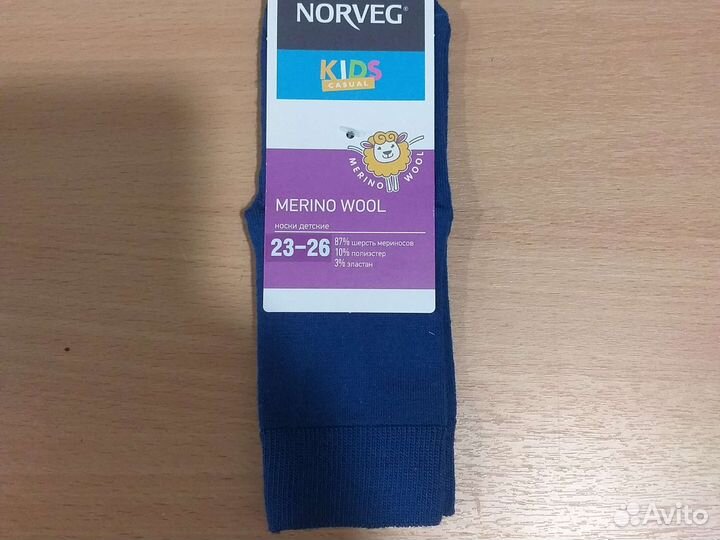 NORVEG®
KIDS
CASUAL
MERINO WOOL
MERINO WOOL
носки детские
23-26
87% шерсть мериносов
10% полиэстер
3% эластан
Avito